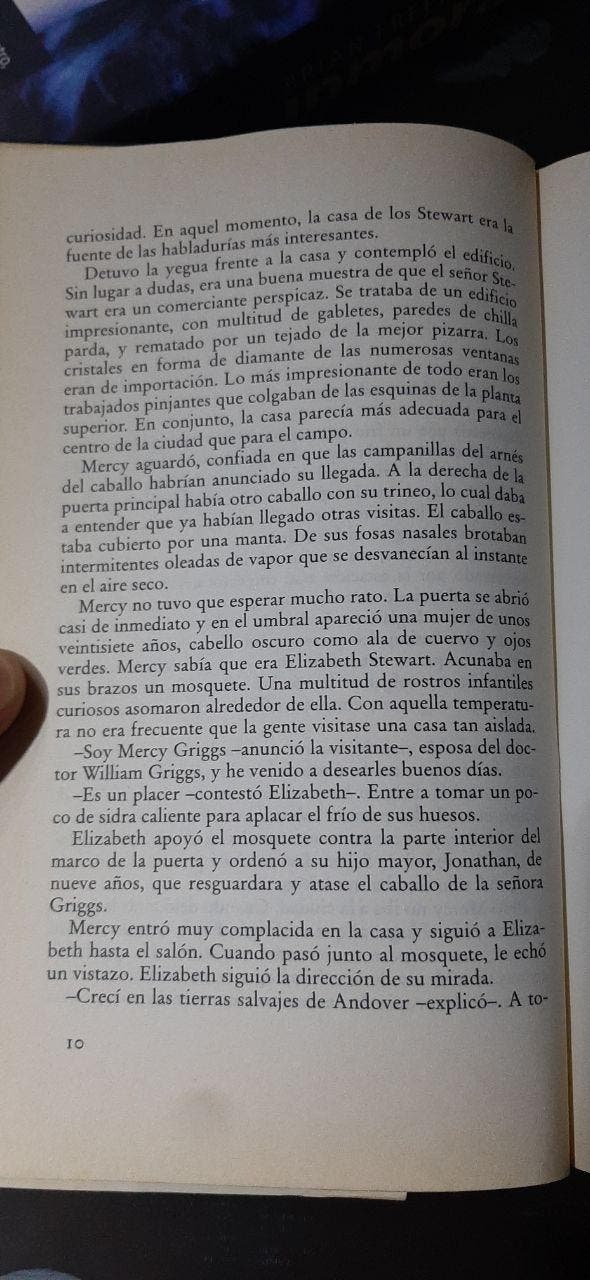 curiosidad. En aquel momento, la casa de los Stewart era la
fuente de las habladurías más interesantes.
Detuvo la yegua frente a la casa y contempló el edificio.
Sin lugar a dudas, era una buena muestra de que el señor Ste-
wart era un comerciante perspicaz. Se trataba de un edificio
impresionante, con multitud de gabletes, paredes de chilla
parda, y rematado por un tejado de la mejor pizarra. Los
cristales en forma de diamante de las numerosas ventanas
eran de importación. Lo más impresionante de todo eran los
trabajados pinjantes que colgaban de las esquinas de la planta
superior. En conjunto, la casa parecía más adecuada para el
centro de la ciudad que para el campo.
Mercy aguardó, confiada en que las campanillas del arnés
del caballo habrían anunciado su llegada. A la derecha de la
puerta principal había otro caballo con su trineo, lo cual daba
a entender que ya habían llegado otras visitas. El caballo es-
taba cubierto por una manta. De sus fosas nasales brotaban
intermitentes oleadas de vapor que se desvanecían al instante
en el aire seco.
Mercy no tuvo que esperar mucho rato. La puerta se abrió
casi de inmediato y en el umbral apareció una mujer de unos
veintisiete años, cabello oscuro como ala de cuervo y ojos
verdes. Mercy sabía que era Elizabeth Stewart. Acunaba en
sus brazos un mosquete. Una multitud de rostros infantiles
curiosos asomaron alrededor de ella. Con aquella temperatu-
ra no era frecuente que la gente visitase una casa tan aislada.
–Soy Mercy Griggs –anunció la visitante–, esposa del doc-
tor William Griggs, y he venido a desearles buenos días.
–Es un placer –contestó Elizabeth–. Entre a tomar un po-
co de sidra caliente para aplacar el frío de sus huesos.
Elizabeth apoyó el mosquete contra la parte interior del
marco de la puerta y ordenó a su hijo mayor, Jonathan, de
nueve años, que resguardara y atase el caballo de la señora
Griggs.
Mercy entró muy complacida en la casa y siguió a Eliza-
beth hasta el salón. Cuando pasó junto al mosquete, le echó
un vistazo. Elizabeth siguió la dirección de su mirada.
–Crecí en las tierras salvajes de Andover –explicó–. A to-
10